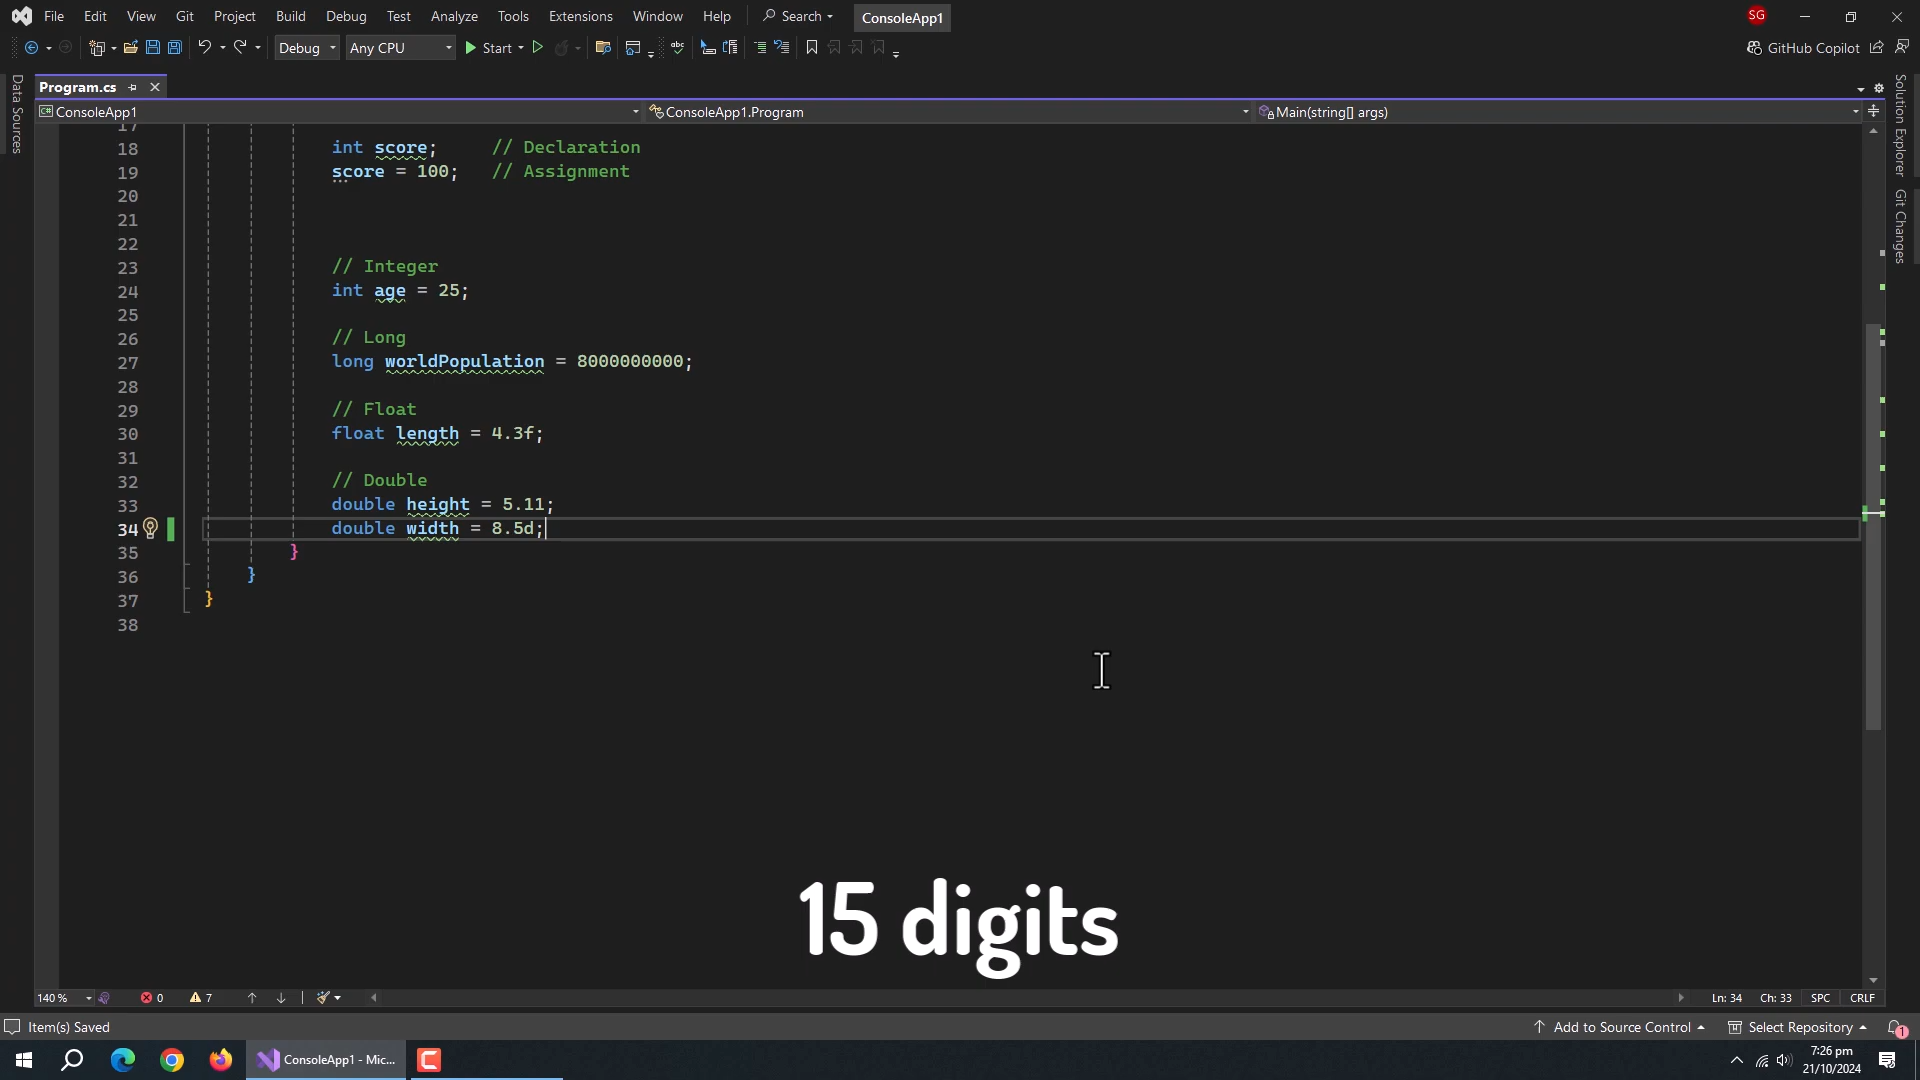 File Edit View Git Project Build Debug Test Analyze Tools Extensions Window Help Search ConsoleApp1 SG
Debug Any CPU Start GitHub Copilot
Data Sources
Program.cs
ConsoleApp1 ConsoleApp1.Program Main(string[] args)
Solution Explorer
Git Changes
17
18 int score; // Declaration
19 score = 100; // Assignment
20
21
22
23 // Integer
24 int age = 25;
25
26 // Long
27 long worldPopulation = 8000000000;
28
29 // Float
30 float length = 4.3f;
31
32 // Double
33 double height = 5.11;
34 double width = 8.5d;
35 }
36 }
37 }
38
15 digits
140 % 0 7 Ln: 34 Ch: 33 SPC CRLF
Item(s) Saved Add to Source Control Select Repository 1
ConsoleApp1 - Mic... 7:26 pm
21/10/2024